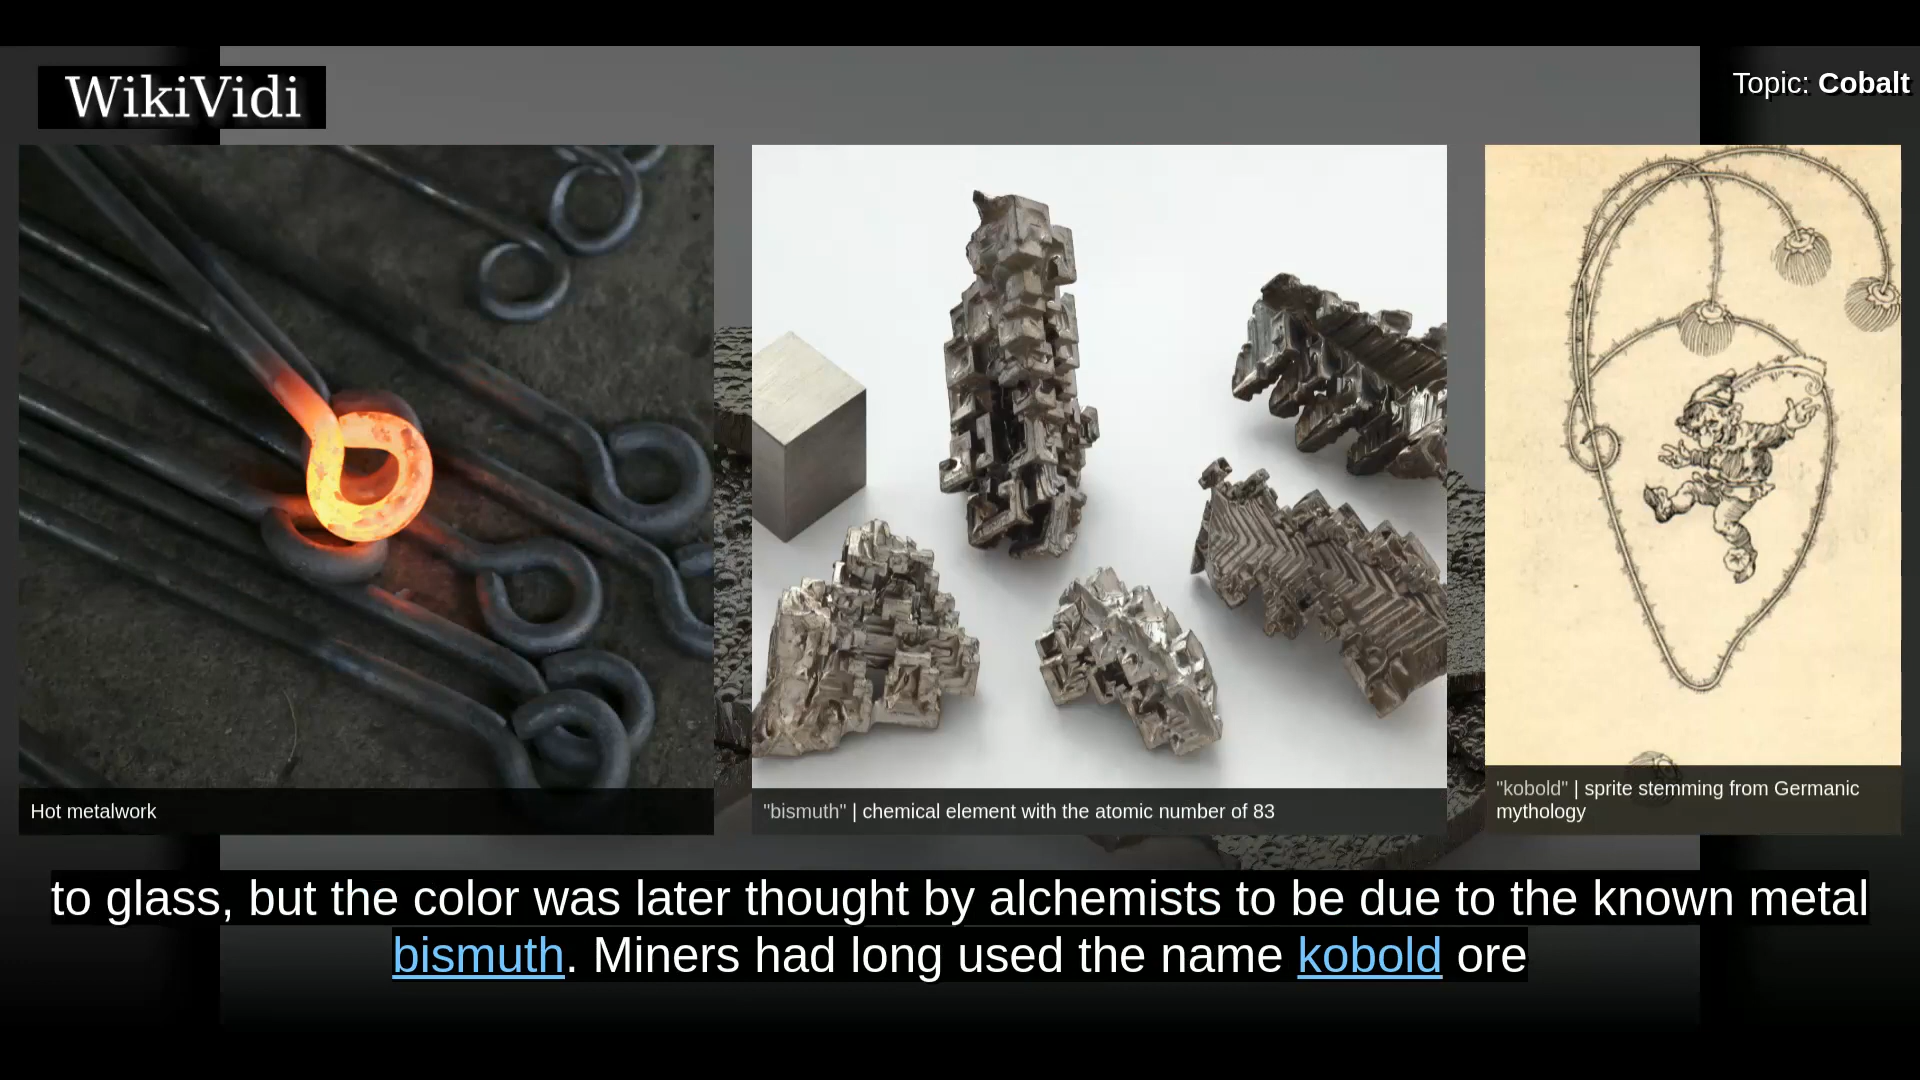 WikiVidi
Topic: Cobalt
Hot metalwork
"bismuth" | chemical element with the atomic number of 83
"kobold" | sprite stemming from Germanic
mythology
to glass, but the color was later thought by alchemists to be due to the known metal
bismuth. Miners had long used the name kobold ore